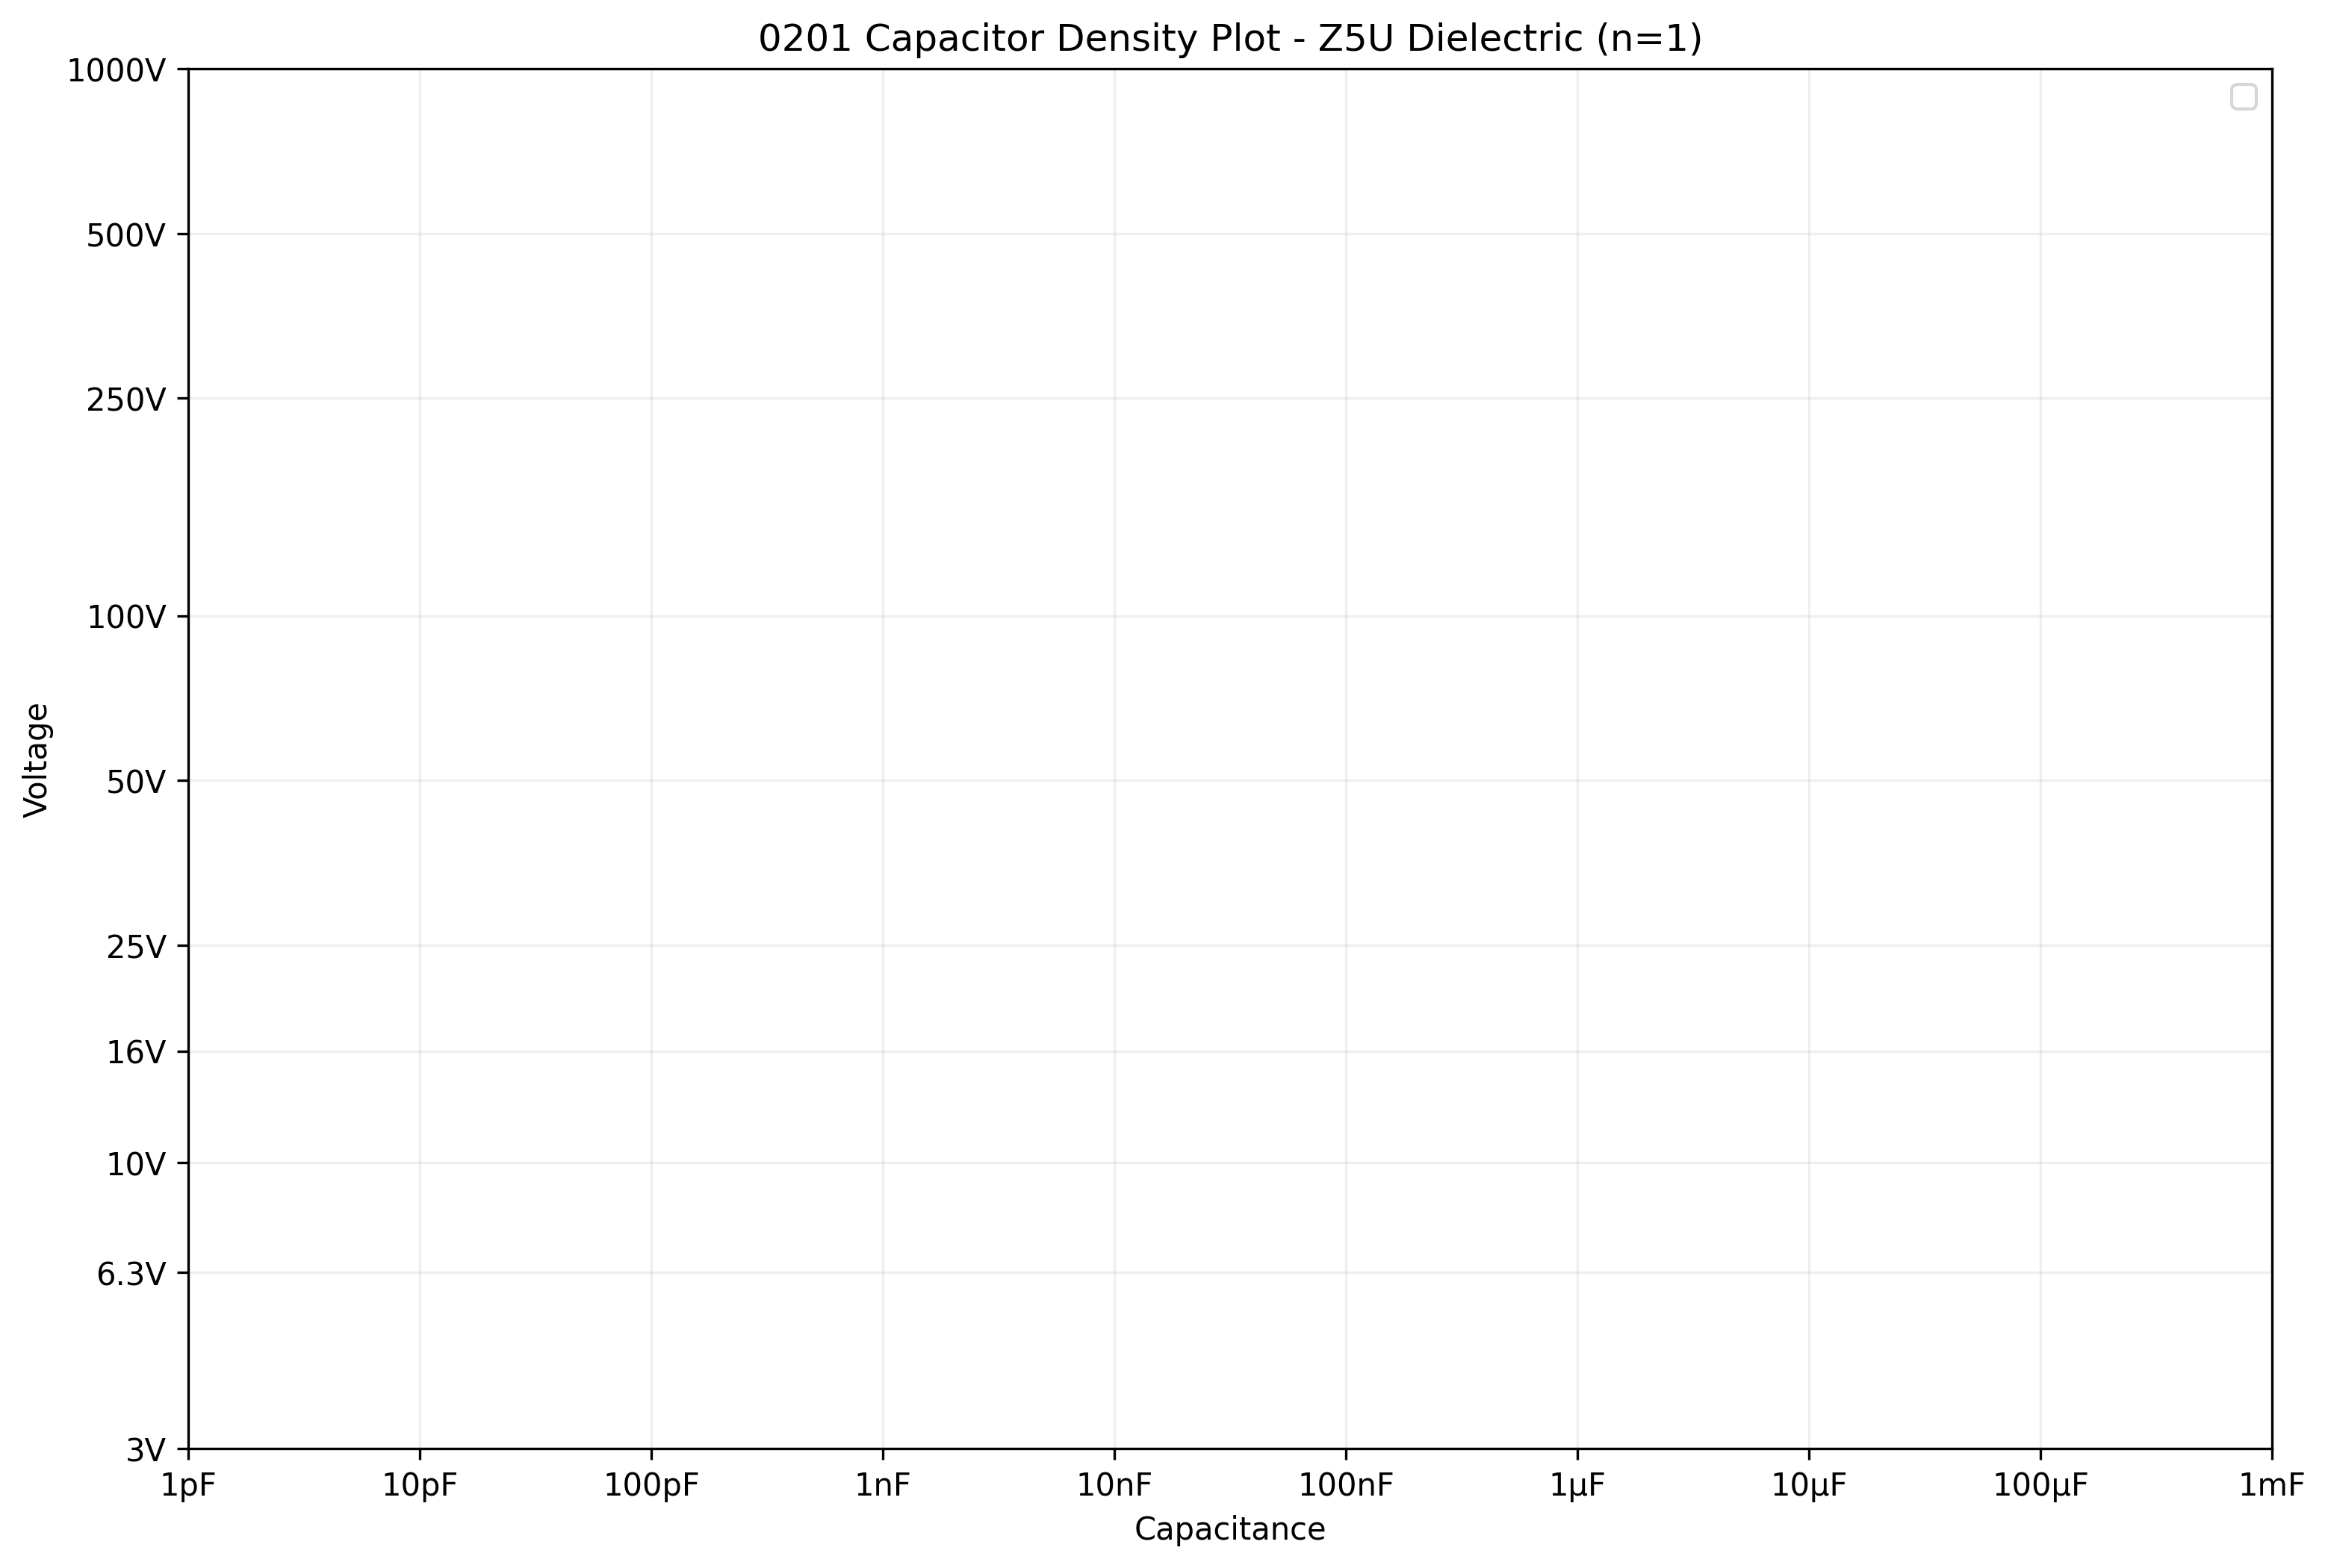 0201 Capacitor Density Plot - Z5U Dielectric (n=1)
1000V
500V
250V
100V
50V
25V
16V
10V
6.3V
3V
Voltage
1pF 10pF 100pF 1nF 10nF 100nF 1µF 10µF 100µF 1mF
Capacitance